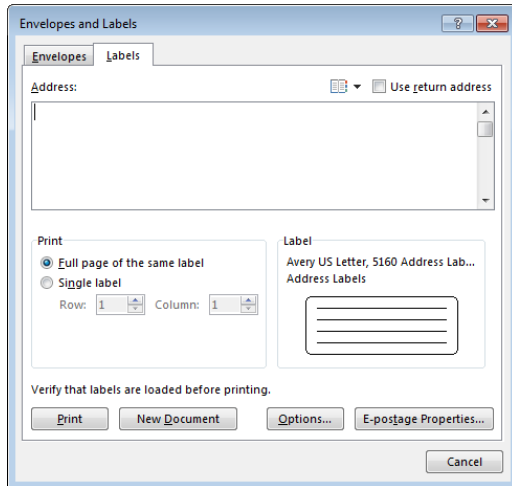 Envelopes and Labels
Envelopes Labels
Address: Use return address
Print
Full page of the same label
Single label
Row: 1 Column: 1
Label
Avery US Letter, 5160 Address Lab...
Address Labels
Verify that labels are loaded before printing.
Print New Document Options... E-postage Properties...
Cancel